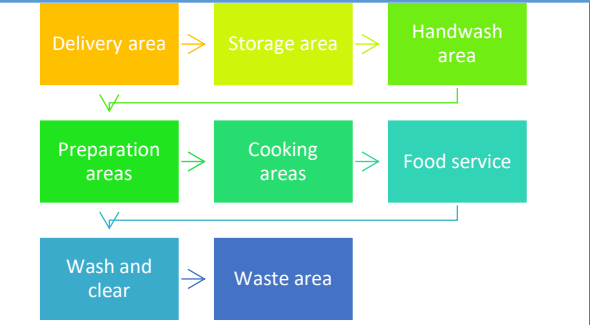 Delivery area
Storage area
Handwash
area
Preparation
areas
Cooking
areas
Food service
Wash and
clear
Waste area